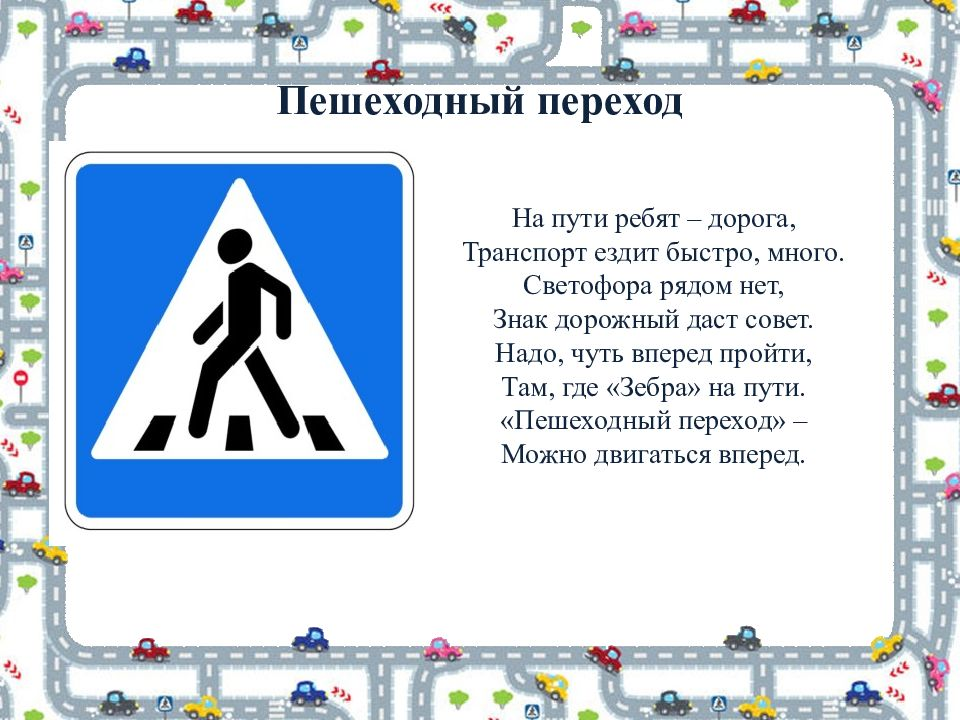 Пешеходный переход
На пути ребят – дорога,
Транспорт ездит быстро, много.
Светофора рядом нет,
Знак дорожный даст совет.
Надо, чуть вперед пройти,
Там, где «Зебра» на пути.
«Пешеходный переход» –
Можно двигаться вперед.